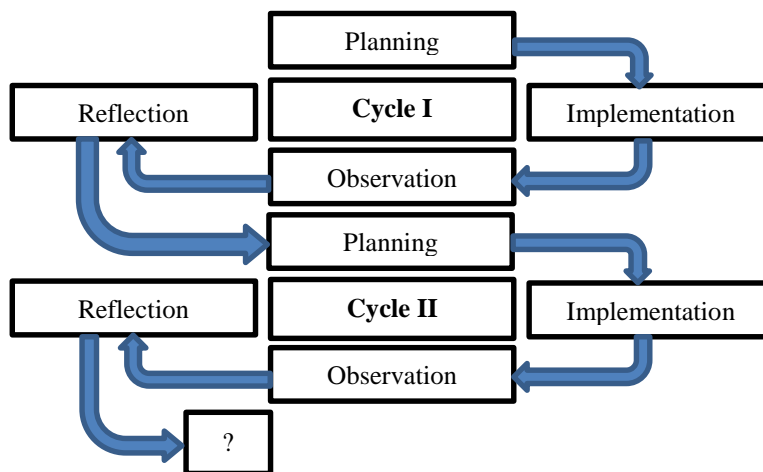 Planning
Reflection
Cycle I
Implementation
Observation
Planning
Reflection
Cycle II
Implementation
Observation
?